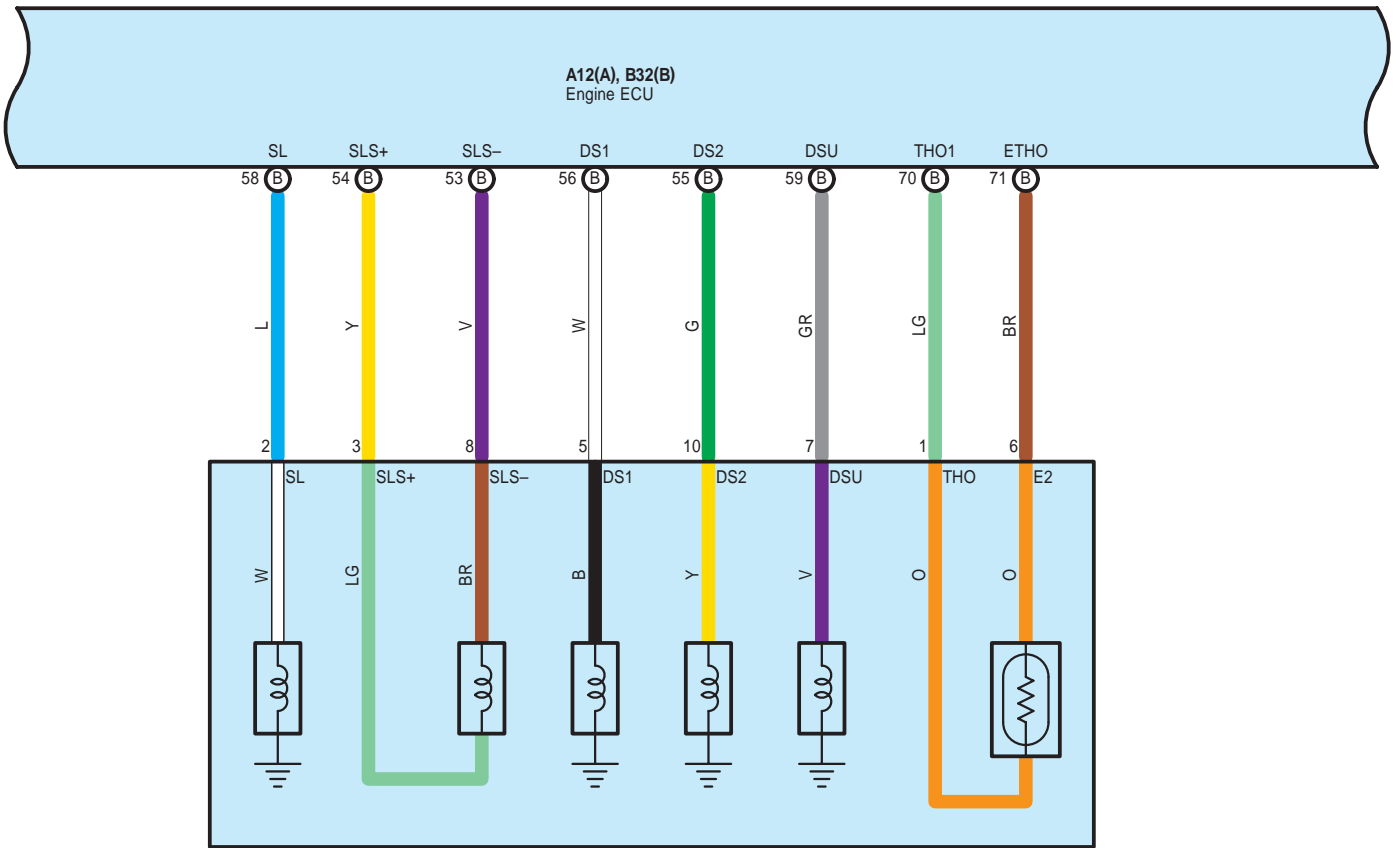 A12(A), B32(B)
Engine ECU
SL SLS+ SLS– DS1 DS2 DSU THO1 ETHO
58 B 54 B 53 B 56 B 55 B 59 B 70 B 71 B
L Y V W G GR LG BR
2 3 8 5 10 7 1 6
SL SLS+ SLS– DS1 DS2 DSU THO E2
W LG BR B Y V O O